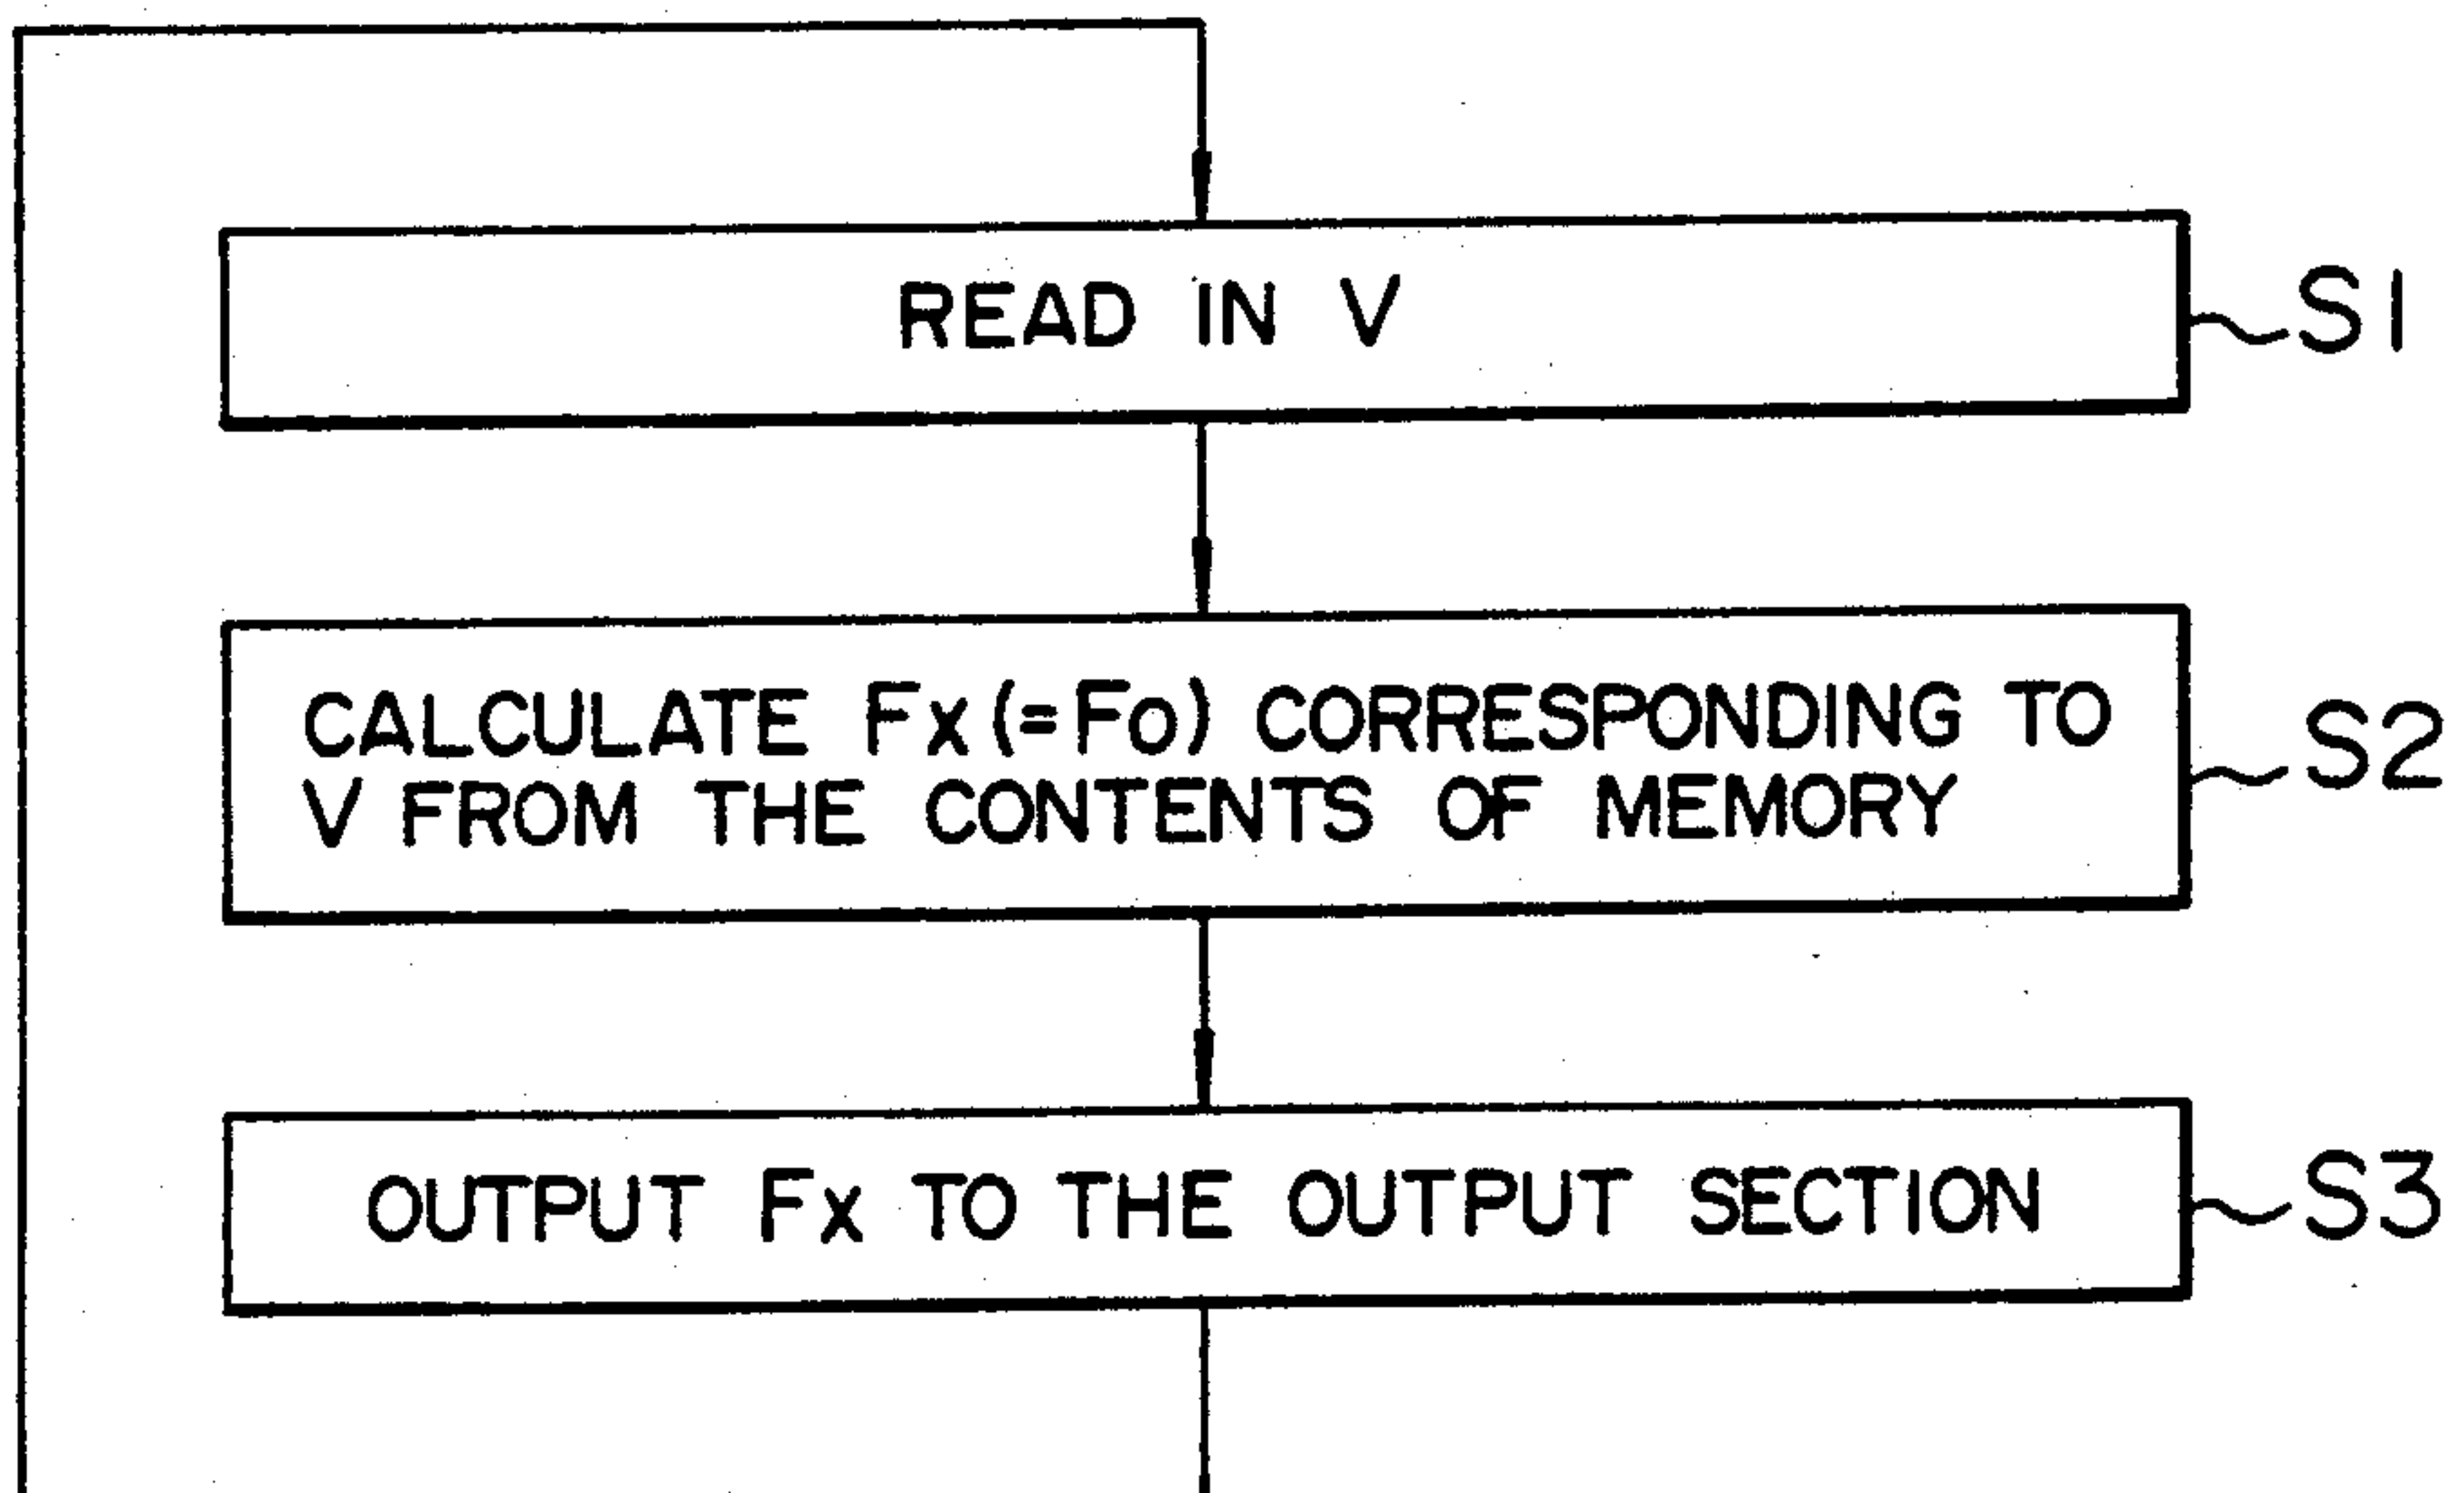 READ IN V
S1
CALCULATE Fx (=Fo) CORRESPONDING TO
V FROM THE CONTENTS OF MEMORY
S2
OUTPUT Fx TO THE OUTPUT SECTION
S3